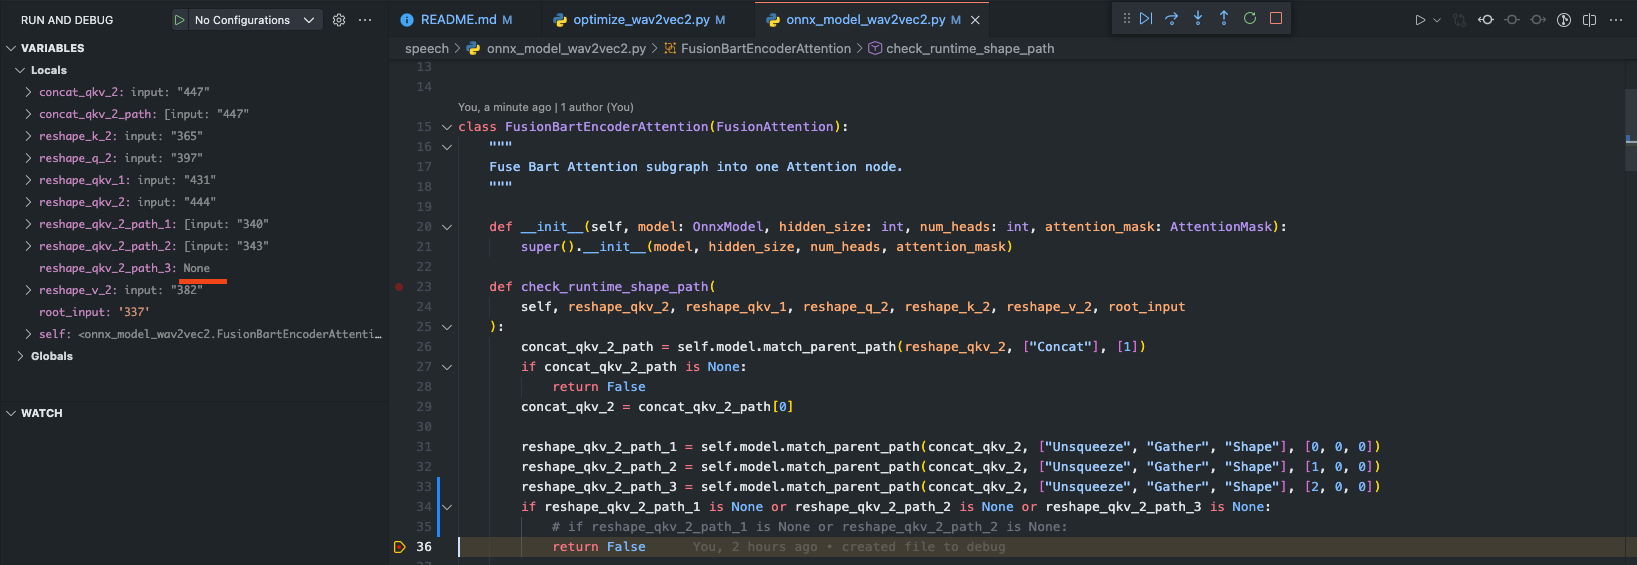 RUN AND DEBUG
No Configurations
README.md M
optimize_wav2vec2.py M
onnx_model_wav2vec2.py M
speech > onnx_model_wav2vec2.py > FusionBartEncoderAttention > check_runtime_shape_path
VARIABLES
Locals
concat_qkv_2: input: "447"
concat_qkv_2_path: [input: "447"
reshape_k_2: input: "365"
reshape_q_2: input: "397"
reshape_qkv_1: input: "431"
reshape_qkv_2: input: "444"
reshape_qkv_2_path_1: [input: "340"
reshape_qkv_2_path_2: [input: "343"
reshape_qkv_2_path_3: None
reshape_v_2: input: "382"
root_input: '337'
self: <onnx_model_wav2vec2.FusionBartEncoderAttenti...
Globals
WATCH
13
14
You, a minute ago | 1 author (You)
15 class FusionBartEncoderAttention(FusionAttention):
16 """
17 Fuse Bart Attention subgraph into one Attention node.
18 """
19
20 def __init__(self, model: OnnxModel, hidden_size: int, num_heads: int, attention_mask: AttentionMask):
21 super().__init__(model, hidden_size, num_heads, attention_mask)
22
23 def check_runtime_shape_path(
24 self, reshape_qkv_2, reshape_qkv_1, reshape_q_2, reshape_k_2, reshape_v_2, root_input
25 ):
26 concat_qkv_2_path = self.model.match_parent_path(reshape_qkv_2, ["Concat"], [1])
27 if concat_qkv_2_path is None:
28 return False
29 concat_qkv_2 = concat_qkv_2_path[0]
30
31 reshape_qkv_2_path_1 = self.model.match_parent_path(concat_qkv_2, ["Unsqueeze", "Gather", "Shape"], [0, 0, 0])
32 reshape_qkv_2_path_2 = self.model.match_parent_path(concat_qkv_2, ["Unsqueeze", "Gather", "Shape"], [1, 0, 0])
33 reshape_qkv_2_path_3 = self.model.match_parent_path(concat_qkv_2, ["Unsqueeze", "Gather", "Shape"], [2, 0, 0])
34 if reshape_qkv_2_path_1 is None or reshape_qkv_2_path_2 is None or reshape_qkv_2_path_3 is None:
35 # if reshape_qkv_2_path_1 is None or reshape_qkv_2_path_2 is None:
36 return False You, 2 hours ago • created file to debug